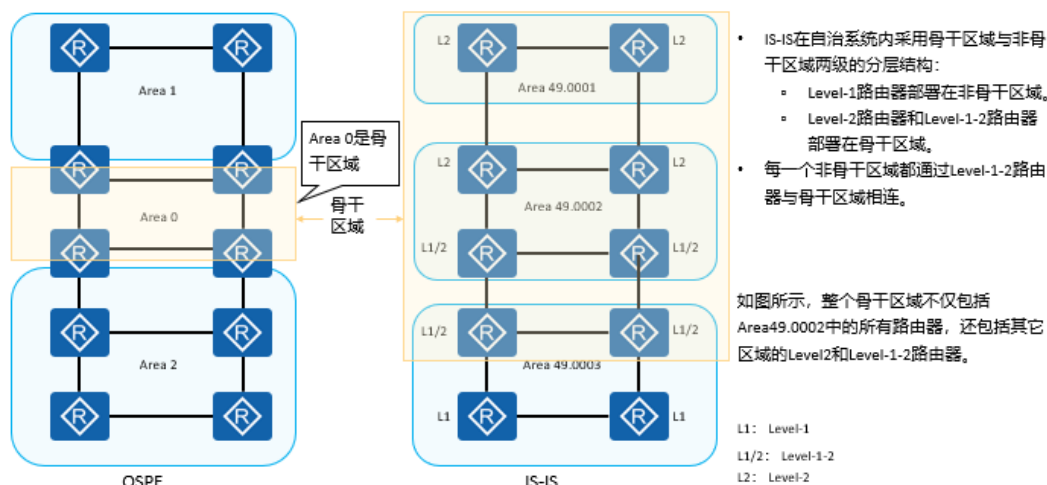 R R
Area 1
R R
Area 0是骨
干区域
Area 0
骨干
区域
R R
R R
Area 2
R R
OSPF
L2 R R L2
Area 49.0001
L2 R R L2
Area 49.0002
L1/2 R R L1/2
L1/2 R R L1/2
Area 49.0003
L1 R R L1
IS-IS
• IS-IS在自治系统内采用骨干区域与非骨
干区域两级的分层结构：
▫ Level-1路由器部署在非骨干区域。
▫ Level-2路由器和Level-1-2路由器
部署在骨干区域。
• 每一个非骨干区域都通过Level-1-2路由
器与骨干区域相连。
如图所示，整个骨干区域不仅包括
Area49.0002中的所有路由器，还包括其它
区域的Level2和Level-1-2路由器。
L1： Level-1
L1/2： Level-1-2
L2： Level-2